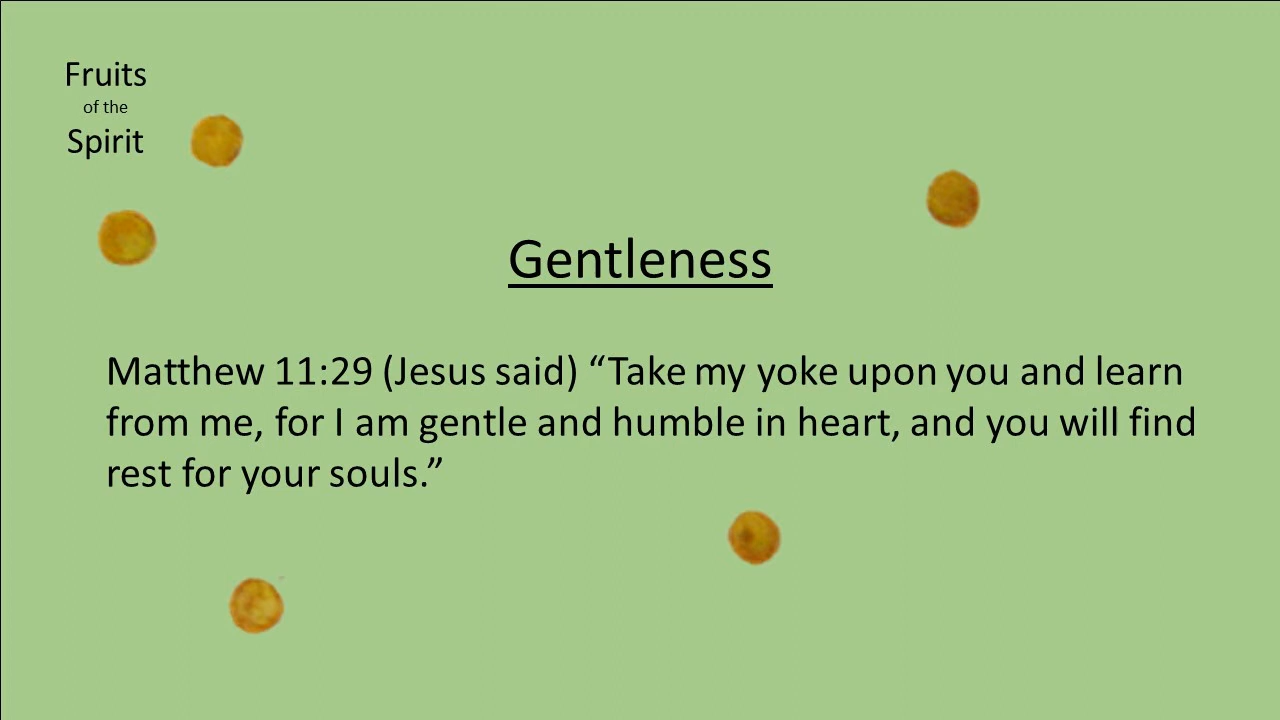 Fruits
of the
Spirit
Gentleness
Matthew 11:29 (Jesus said) “Take my yoke upon you and learn
from me, for I am gentle and humble in heart, and you will find
rest for your souls.”